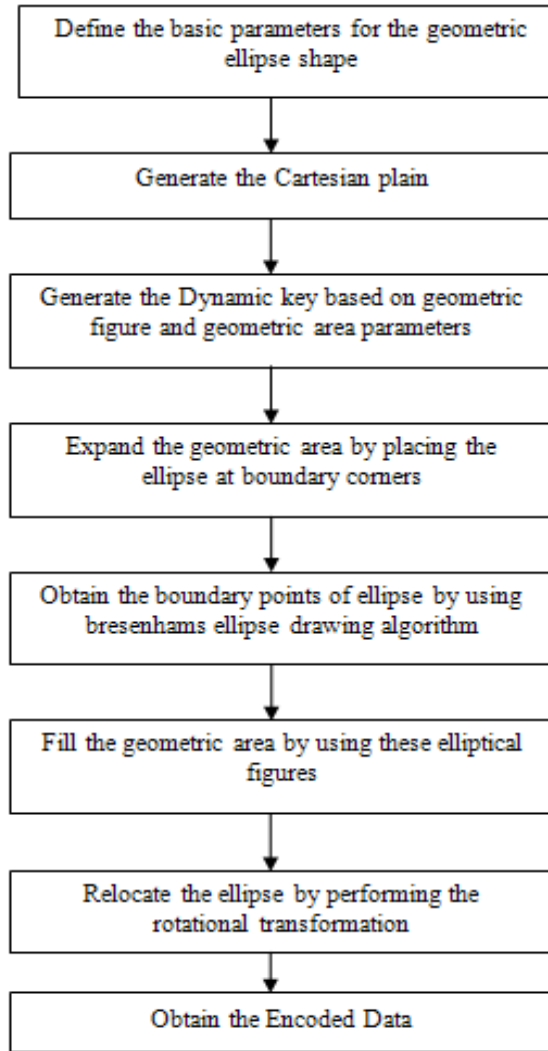 Define the basic parameters for the geometric
ellipse shape
Generate the Cartesian plain
Generate the Dynamic key based on geometric
figure and geometric area parameters
Expand the geometric area by placing the
ellipse at boundary corners
Obtain the boundary points of ellipse by using
bresenhams ellipse drawing algorithm
Fill the geometric area by using these elliptical
figures
Relocate the ellipse by performing the
rotational transformation
Obtain the Encoded Data